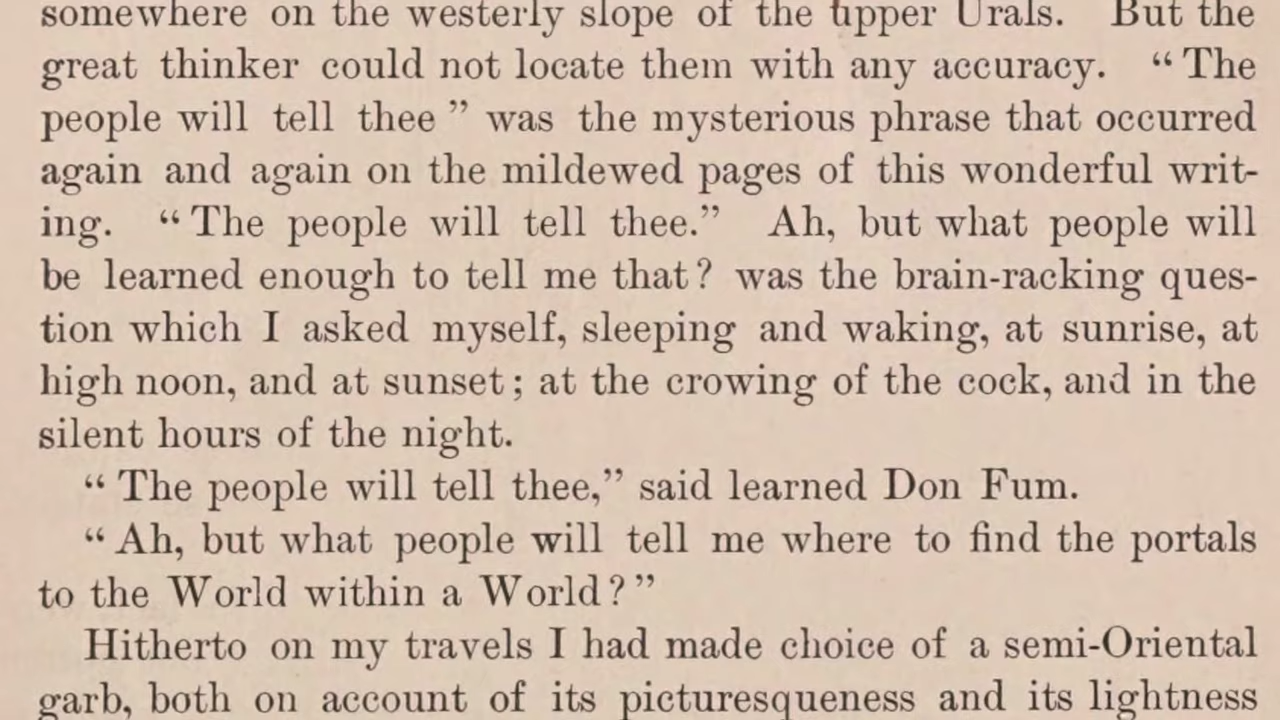 somewhere on the westerly slope of the upper Urals. But the
great thinker could not locate them with any accuracy. “ The
people will tell thee ” was the mysterious phrase that occurred
again and again on the mildewed pages of this wonderful writ-
ing. “ The people will tell thee.” Ah, but what people will
be learned enough to tell me that? was the brain-racking ques-
tion which I asked myself, sleeping and waking, at sunrise, at
high noon, and at sunset; at the crowing of the cock, and in the
silent hours of the night.
“ The people will tell thee,” said learned Don Fum.
“ Ah, but what people will tell me where to find the portals
to the World within a World? ”
Hitherto on my travels I had made choice of a semi-Oriental
garb, both on account of its picturesqueness and its lightness